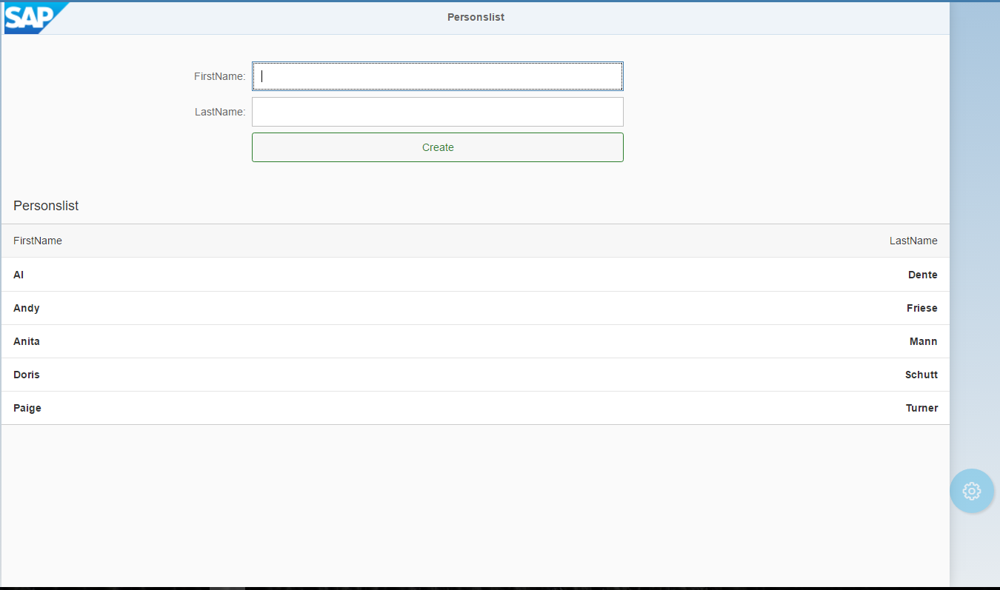 SAP
Personslist
FirstName:
LastName:
Create
Personslist
FirstName LastName
Al Dente
Andy Friese
Anita Mann
Doris Schutt
Paige Turner